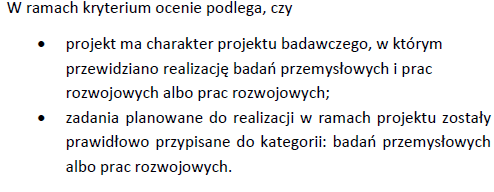 W ramach kryterium ocenie podlega, czy
• projekt ma charakter projektu badawczego, w którym
przewidziano realizację badań przemysłowych i prac
rozwojowych albo prac rozwojowych;
• zadania planowane do realizacji w ramach projektu zostały
prawidłowo przypisane do kategorii: badań przemysłowych
albo prac rozwojowych.